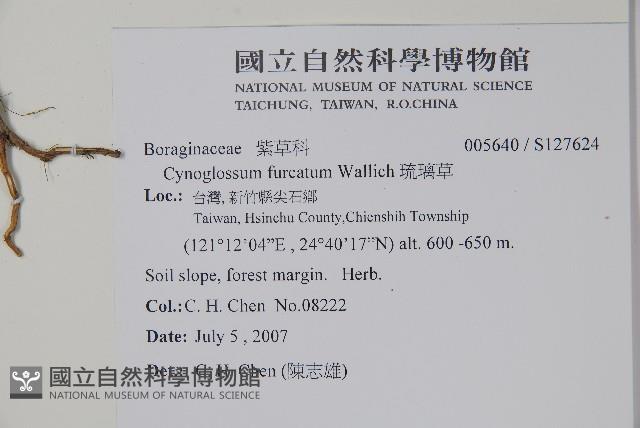 國立自然科學博物館
NATIONAL MUSEUM OF NATURAL SCIENCE
TAICHUNG, TAIWAN, R.O.CHINA
Boraginaceae 紫草科 005640 / S127624
Cynoglossum furcatum Wallich 琉璃草
Loc.: 台灣, 新竹縣尖石鄉
Taiwan, Hsinchu County,Chienshih Township
(121°12’04”E , 24°40’17”N) alt. 600 -650 m.
Soil slope, forest margin. Herb.
Col.: C. H. Chen No.08222
Date: July 5 , 2007
Det.: C. H. Chen (陳志雄)
國立自然科學博物館
NATIONAL MUSEUM OF NATURAL SCIENCE